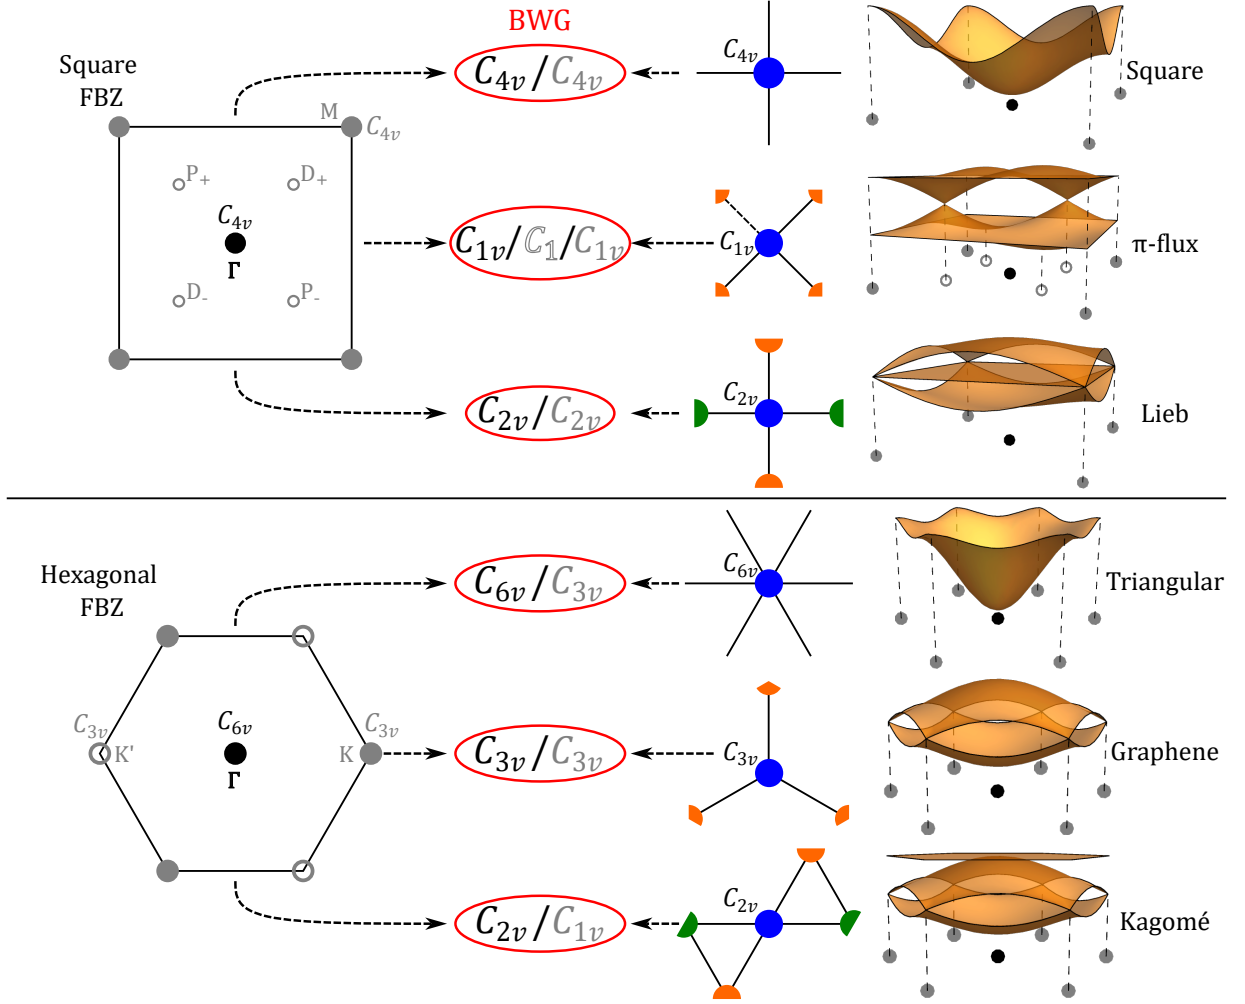 BWG
Square
FBZ
C4v/C4v
C4v
Square
M
C4v
P+
D+
C4v
Γ
D-
P-
C1v/ℂ1/C1v
C1v
π-flux
C2v/C2v
C2v
Lieb
Hexagonal
FBZ
C6v/C3v
C6v
Triangular
C3v
K'
C6v
Γ
C3v
K
C3v/C3v
C3v
Graphene
C2v/C1v
C2v
Kagomé